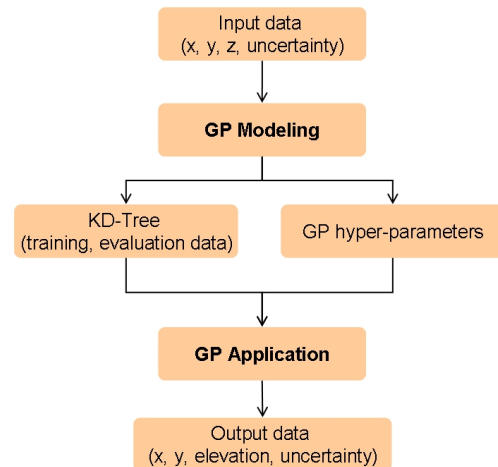 Input data
(x, y, z, uncertainty)
GP Modeling
KD-Tree
(training, evaluation data)
GP hyper-parameters
GP Application
Output data
(x, y, elevation, uncertainty)